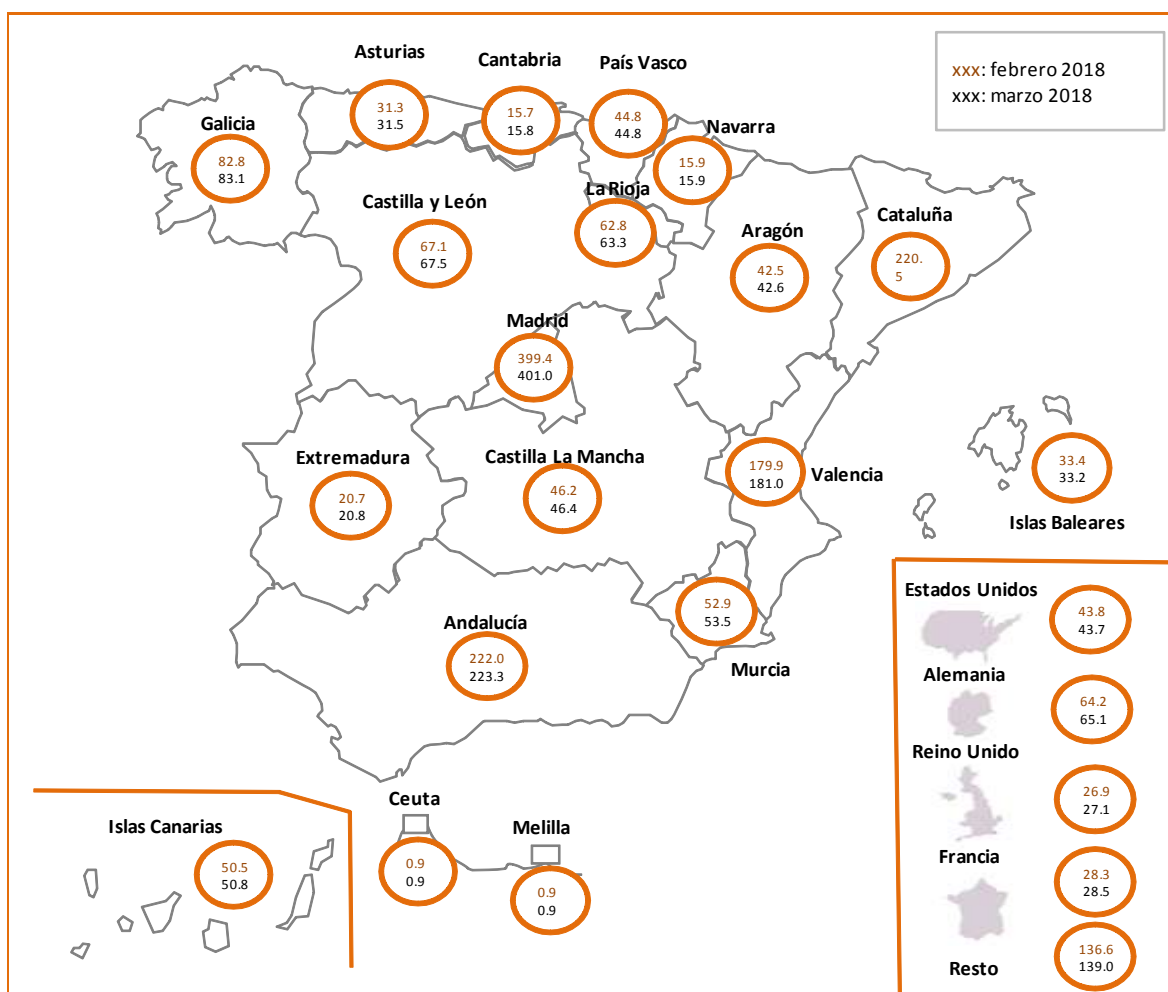 xxx: febrero 2018
xxx: marzo 2018
Asturias
31.3
31.5
Cantabria
15.7
15.8
País Vasco
44.8
44.8
Navarra
15.9
15.9
Galicia
82.8
83.1
Castilla y León
67.1
67.5
La Rioja
62.8
63.3
Aragón
42.5
42.6
Cataluña
220.
5
Madrid
399.4
401.0
Extremadura
20.7
20.8
Castilla La Mancha
46.2
46.4
179.9
181.0
Valencia
33.4
33.2
Islas Baleares
52.9
53.5
Murcia
Andalucía
222.0
223.3
Estados Unidos
43.8
43.7
Alemania
64.2
65.1
Reino Unido
26.9
27.1
Francia
28.3
28.5
Resto
136.6
139.0
Islas Canarias
50.5
50.8
Ceuta
0.9
0.9
Melilla
0.9
0.9